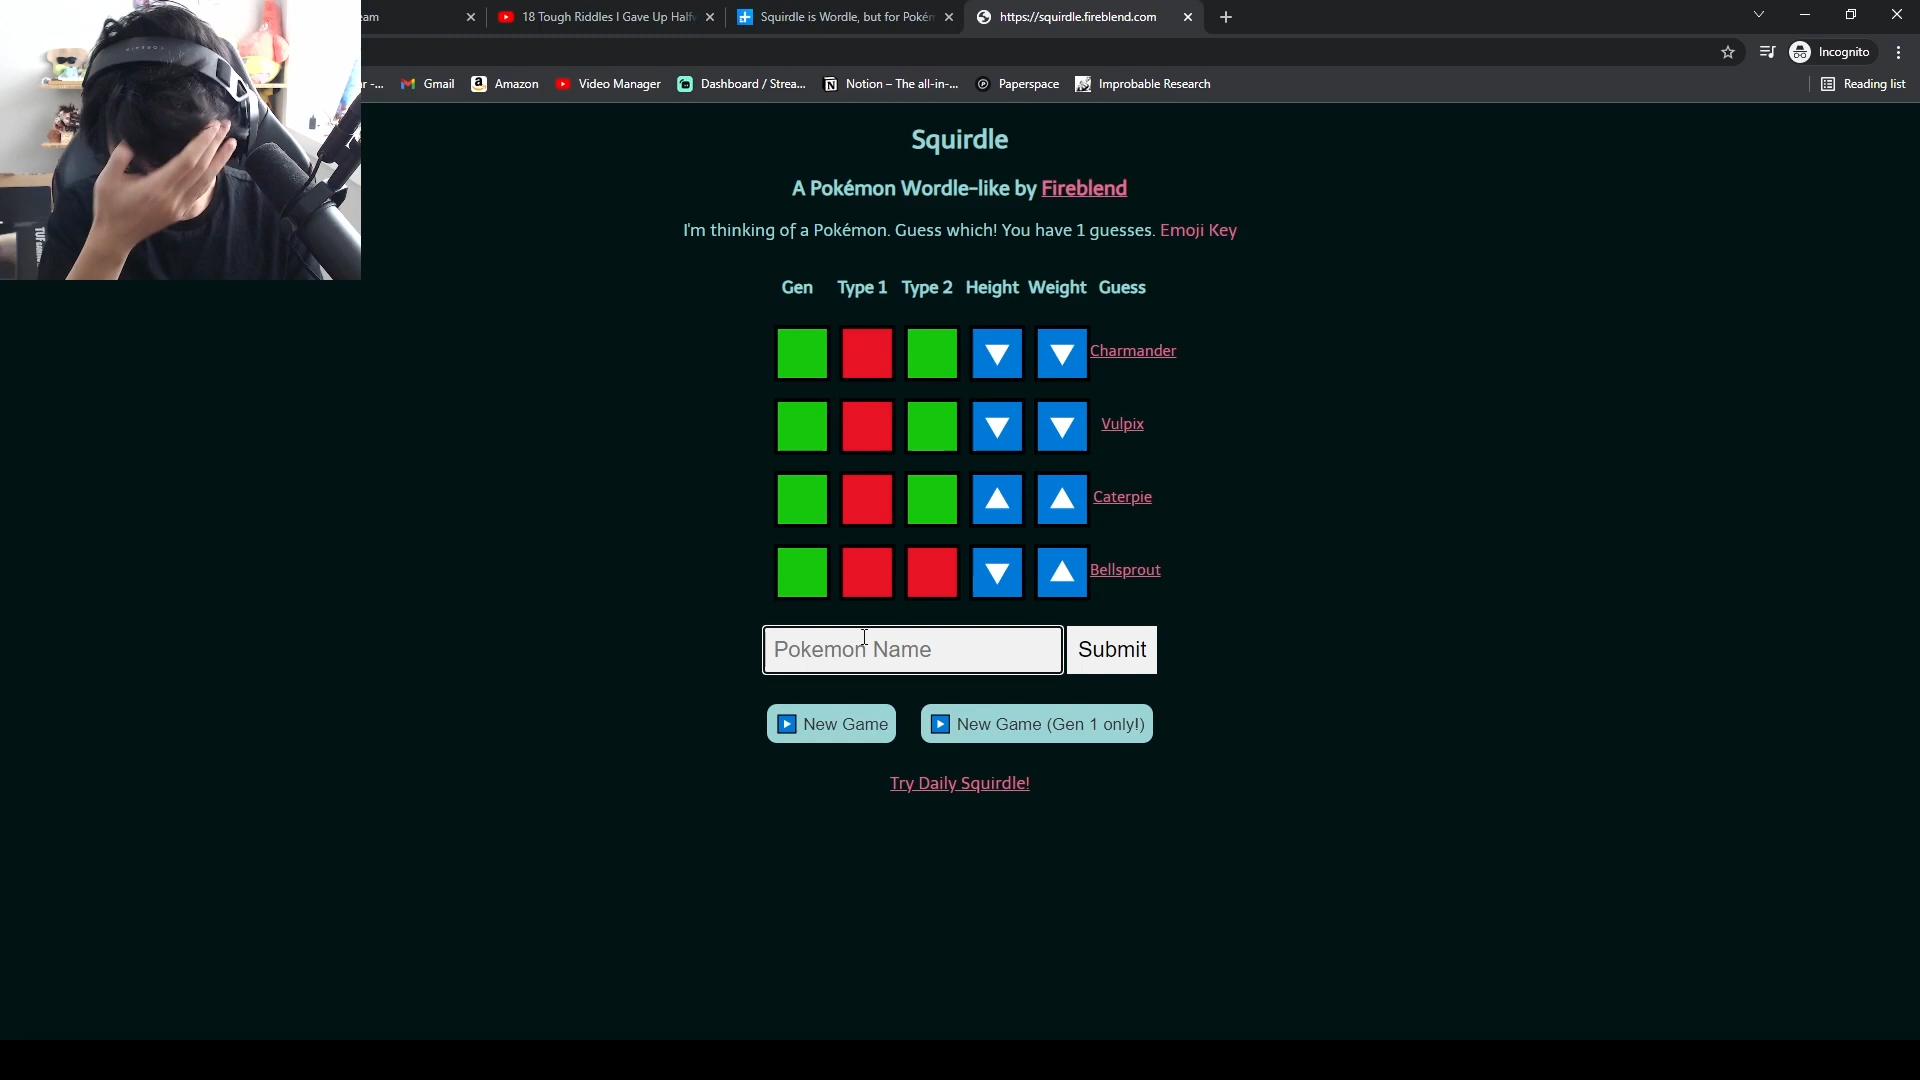 eam
18 Tough Riddles I Gave Up Half
Squirdle is Wordle, but for Pokém
https://squirdle.fireblend.com
Incognito
r -...
Gmail
Amazon
Video Manager
Dashboard / Strea...
Notion – The all-in-...
Paperspace
Improbable Research
Reading list
TUF
Squirdle
A Pokémon Wordle-like by Fireblend
I'm thinking of a Pokémon. Guess which! You have 1 guesses. Emoji Key
Gen Type 1 Type 2 Height Weight Guess
Charmander
Vulpix
Caterpie
Bellsprout
Pokemon Name
Submit
New Game
New Game (Gen 1 only!)
Try Daily Squirdle!